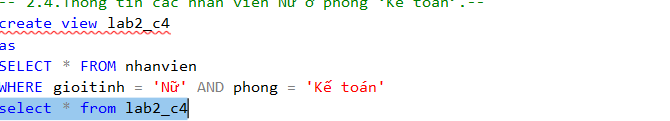 -- 2.4.Thông tin các nhân viên Nữ ở phòng 'Kế toán'.--
create view lab2_c4
as
SELECT * FROM nhanvien
WHERE gioitinh = 'Nữ' AND phong = 'Kế toán'
select * from lab2_c4